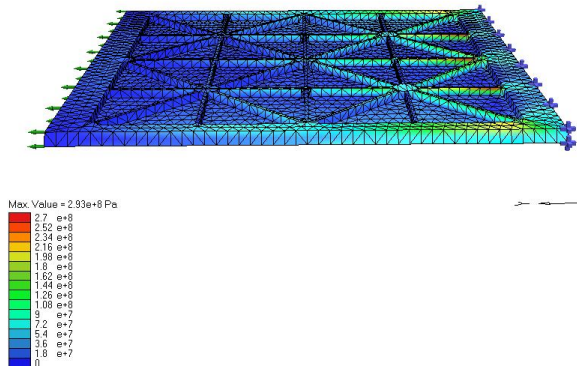 Max. Value = 2.93e+8 Pa
2.7 e+8
2.52 e+8
2.34 e+8
2.16 e+8
1.98 e+8
1.8 e+8
1.62 e+8
1.44 e+8
1.26 e+8
1.08 e+8
9 e+7
7.2 e+7
5.4 e+7
3.6 e+7
1.8 e+7
0